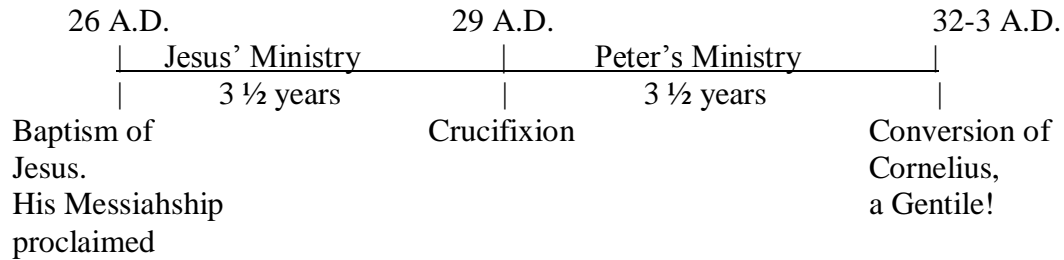 26 A.D. 29 A.D. 32-3 A.D.
Jesus’ Ministry Peter’s Ministry
3 ½ years 3 ½ years
Baptism of Crucifixion Conversion of
Jesus. Cornelius,
His Messiahship a Gentile!
proclaimed